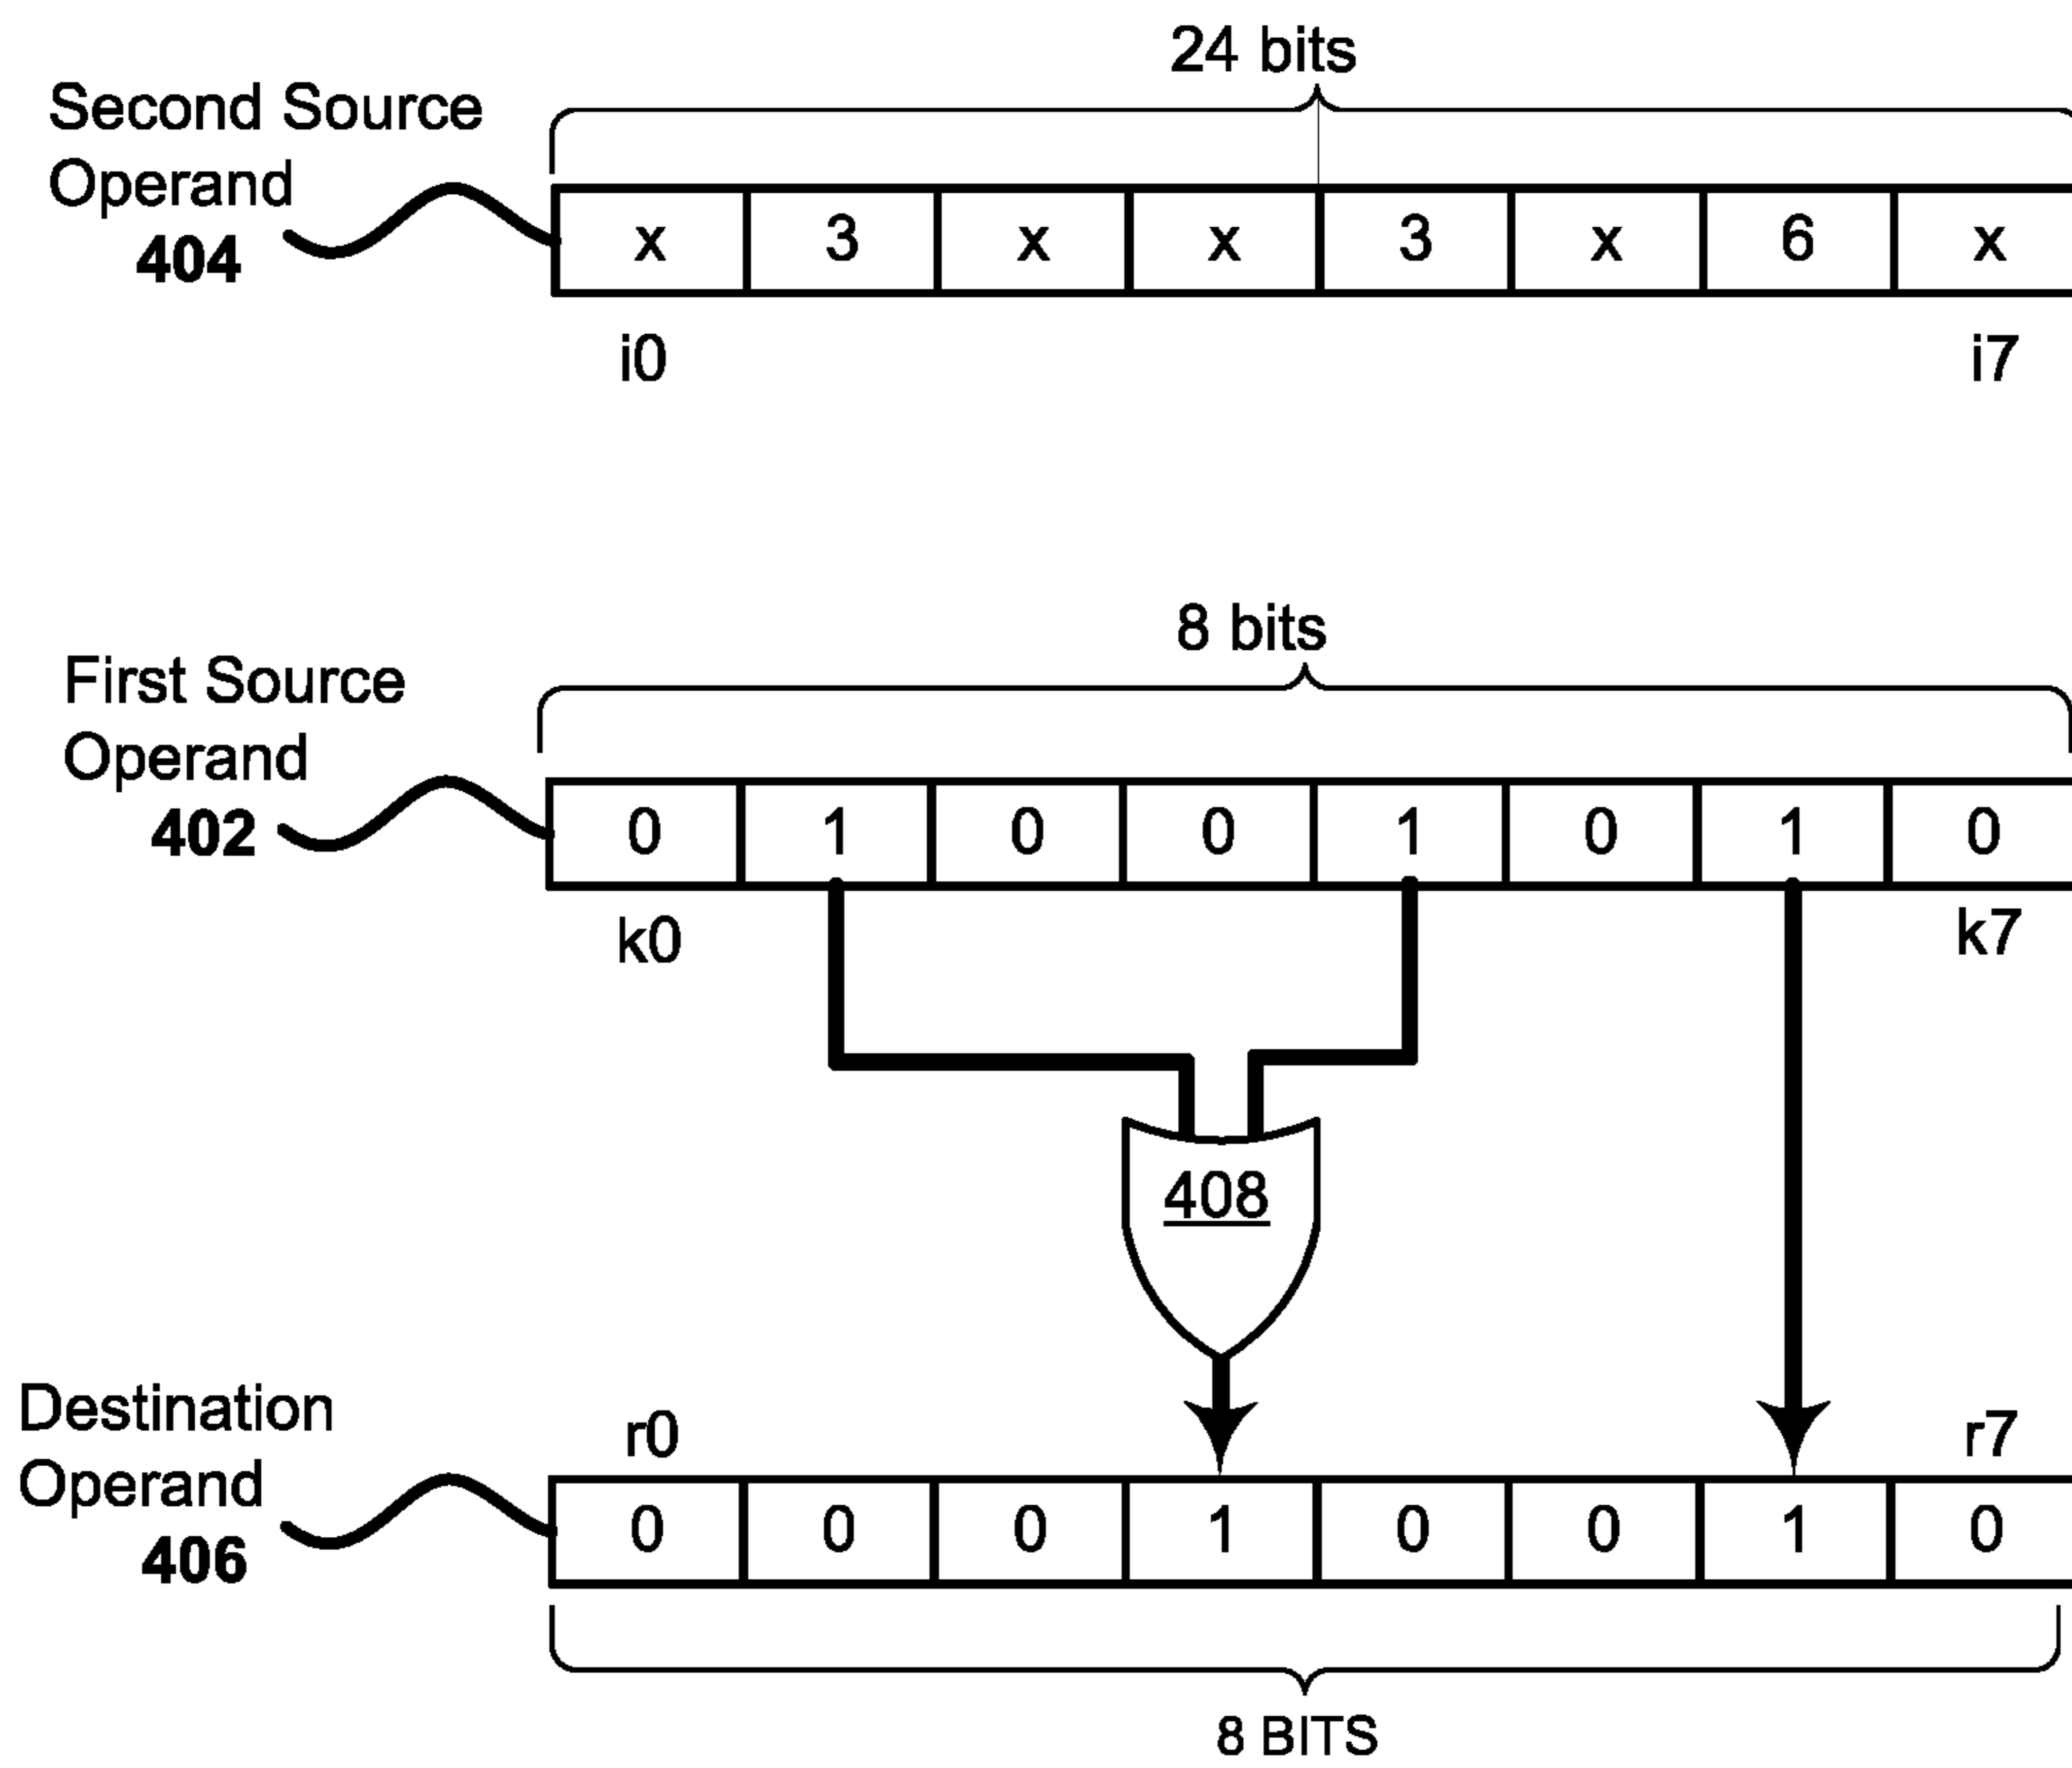 24 bits
Second Source
Operand
404
x 3 x x 3 x 6 x
i0 i7
8 bits
First Source
Operand
402
0 1 0 0 1 0 1 0
k0 k7
408
Destination
Operand
406
r0 r7
0 0 0 1 0 0 1 0
8 BITS